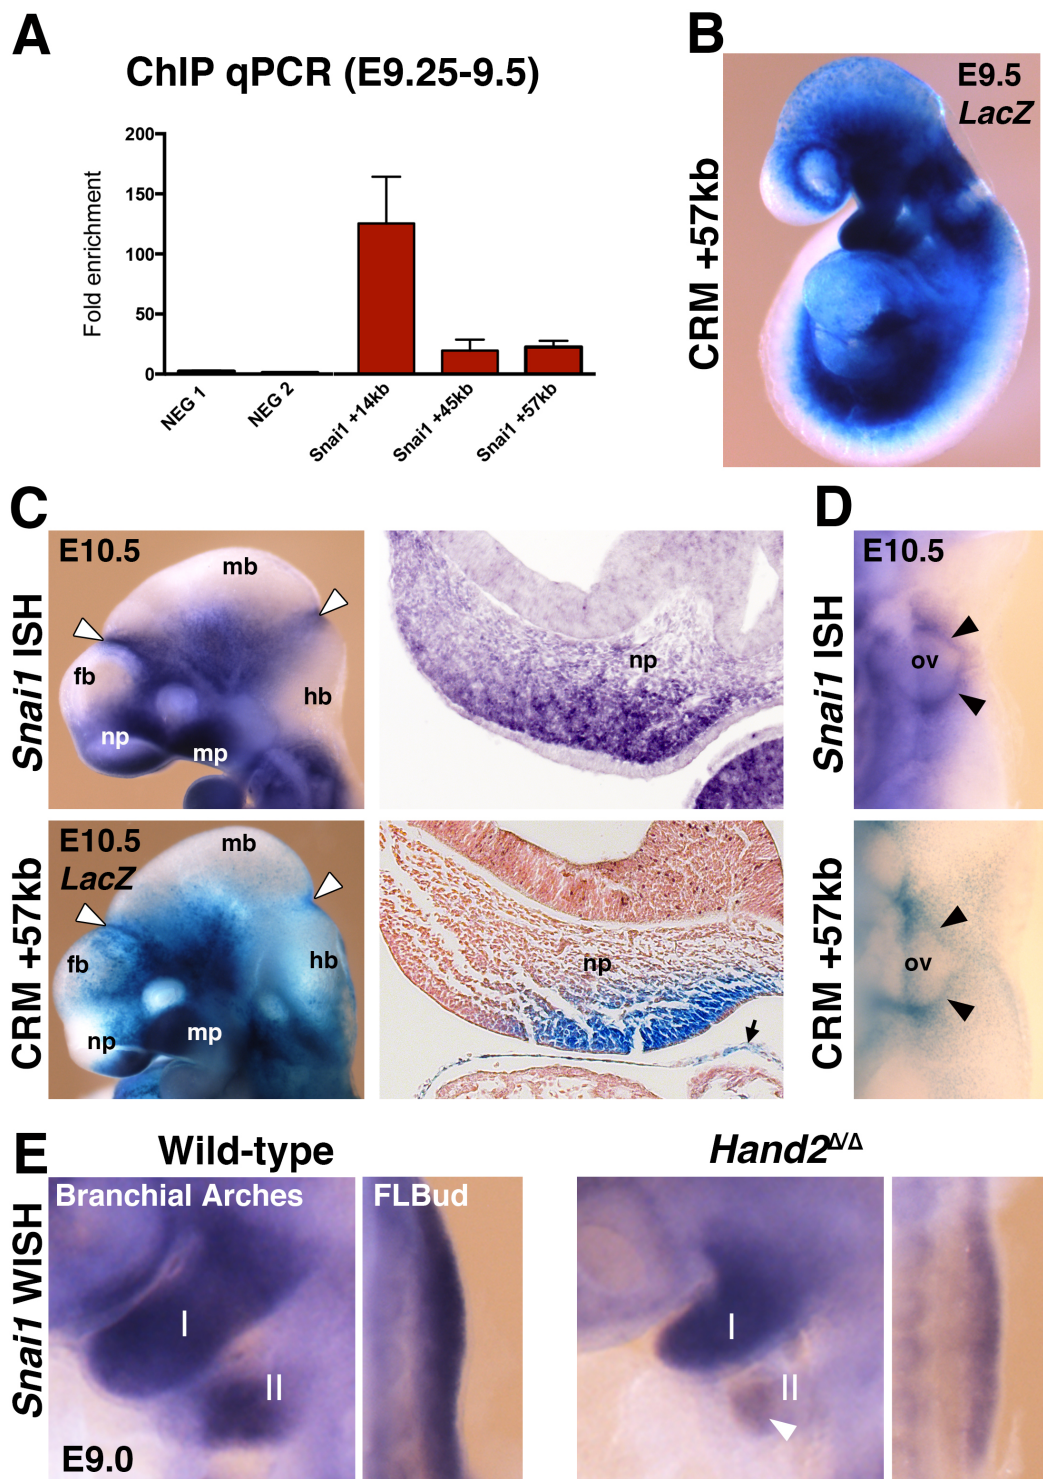 A
ChIP qPCR (E9.25-9.5)
Fold enrichment
200
150
100
50
0
NEG 1
NEG 2
Snai1 +14kb
Snai1 +45kb
Snai1 +57kb
B
CRM +57kb
E9.5
LacZ
C
Snai1 ISH
E10.5
mb
fb
hb
np
mp
np
CRM +57kb
E10.5
LacZ
mb
fb
hb
np
mp
np
D
Snai1 ISH
E10.5
ov
CRM +57kb
ov
E
Wild-type
Hand2Δ/Δ
Snai1 WISH
Branchial Arches
FLBud
I
II
E9.0
I
II